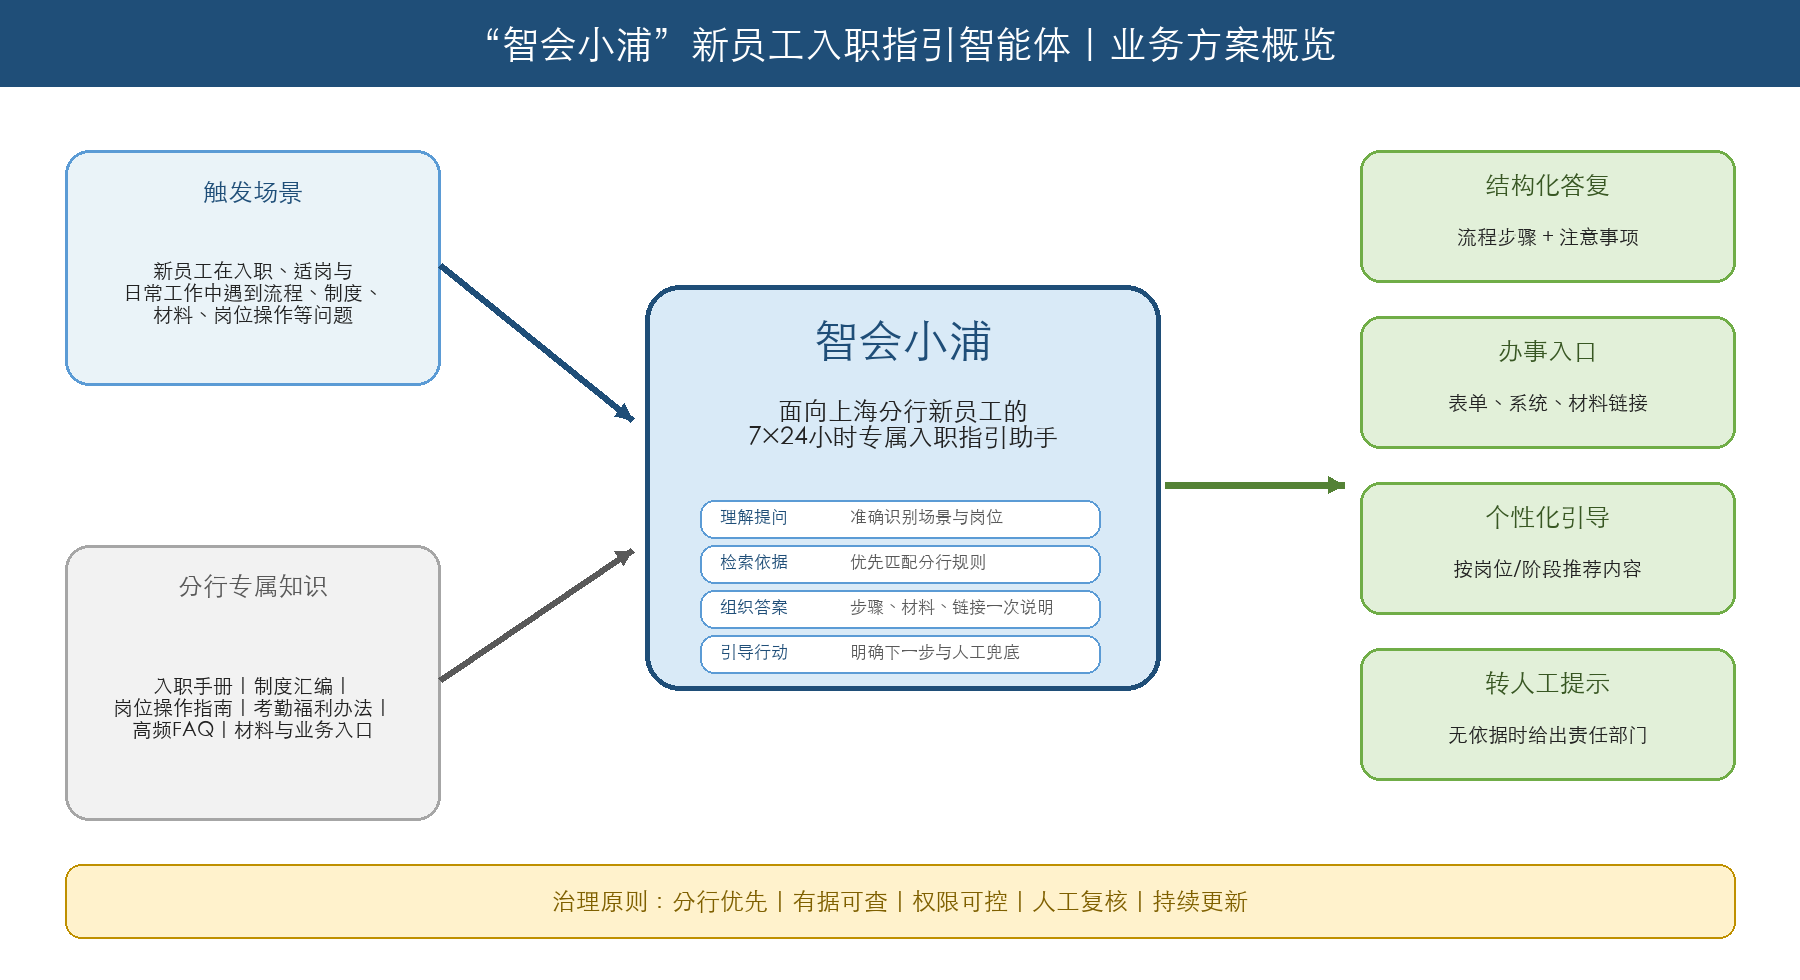 “智会小浦”新员工入职指引智能体丨业务方案概览
触发场景
新员工在入职、适岗与
日常工作中遇到流程、制度、
材料、岗位操作等问题
分行专属知识
入职手册丨制度汇编丨
岗位操作指南丨考勤福利办法丨
高频FAQ丨材料与业务入口
智会小浦
面向上海分行新员工的
7×24小时专属入职指引助手
理解提问 准确识别场景与岗位
检索依据 优先匹配分行规则
组织答案 步骤、材料、链接一次说明
引导行动 明确下一步与人工兜底
结构化答复
流程步骤 + 注意事项
办事入口
表单、系统、材料链接
个性化引导
按岗位/阶段推荐内容
转人工提示
无依据时给出责任部门
治理原则：分行优先丨有据可查丨权限可控丨人工复核丨持续更新